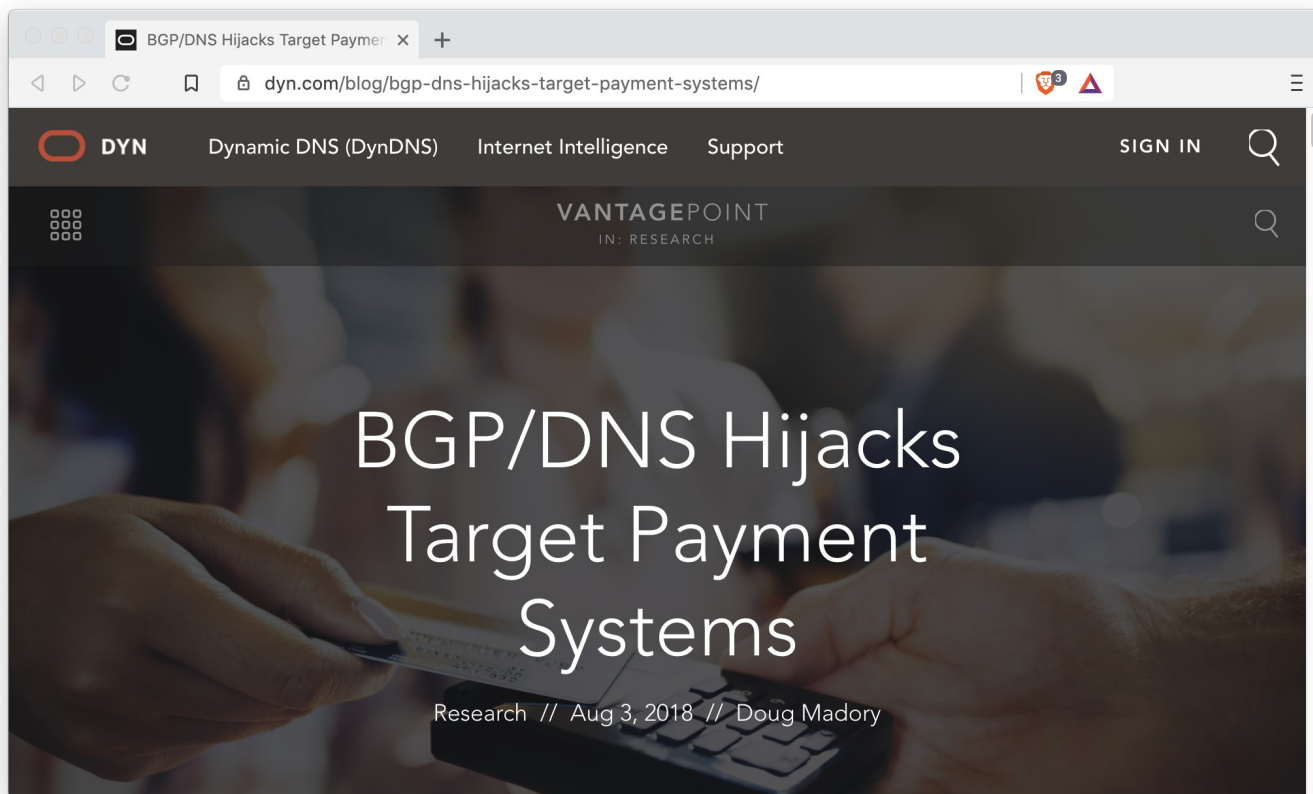 BGP/DNS Hijacks Target Paymen
dyn.com/blog/bgp-dns-hijacks-target-payment-systems/
3
DYN
Dynamic DNS (DynDNS)
Internet Intelligence
Support
SIGN IN
VANTAGEPOINT
IN: RESEARCH
BGP/DNS Hijacks
Target Payment
Systems
Research // Aug 3, 2018 // Doug Madory